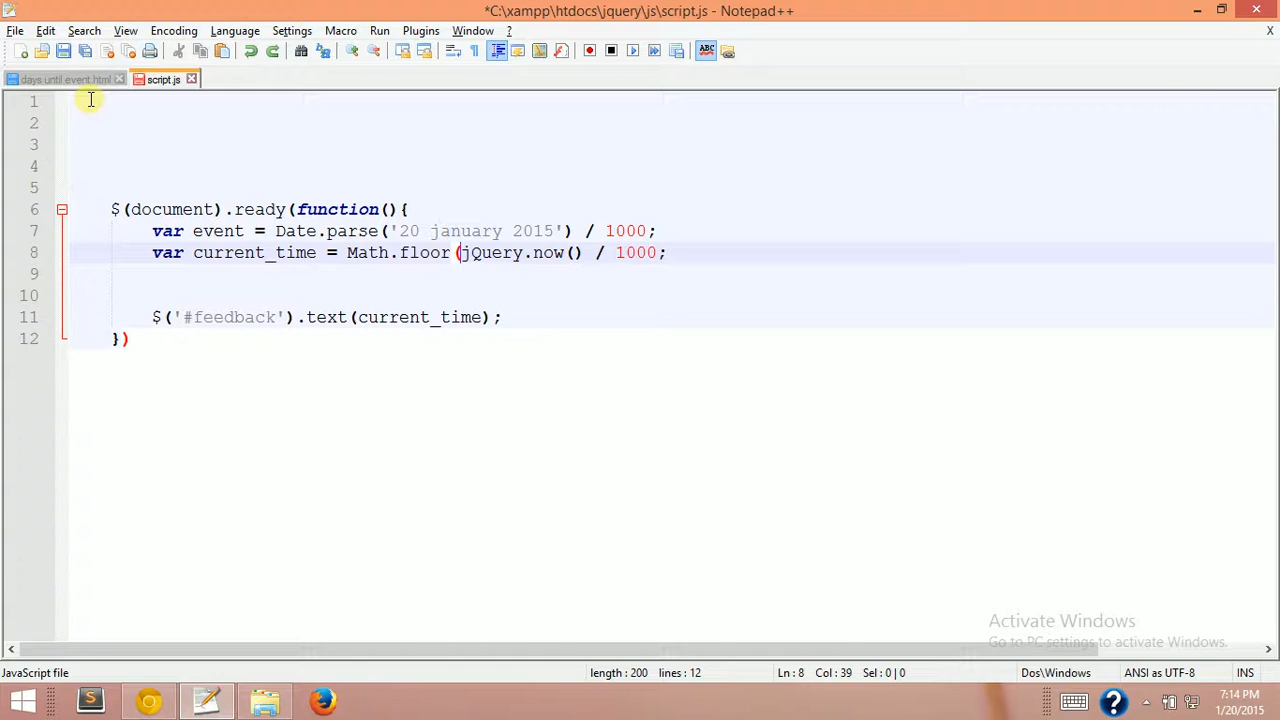 *C:\xampp\htdocs\jquery\js\script.js - Notepad++
File Edit Search View Encoding Language Settings Macro Run Plugins Window ? X
ABC
days until event.html script.js
1
2
3
4
5
6 $(document).ready(function(){
7 var event = Date.parse('20 january 2015') / 1000;
8 var current_time = Math.floor(jQuery.now() / 1000;
9
10
11 $('#feedback').text(current_time);
12 })
Activate Windows
Go to PC settings to activate Windows.
JavaScript file length : 200 lines : 12 Ln : 8 Col : 39 Sel : 0 | 0 Dos\Windows ANSI as UTF-8 INS
7:14 PM
1/20/2015